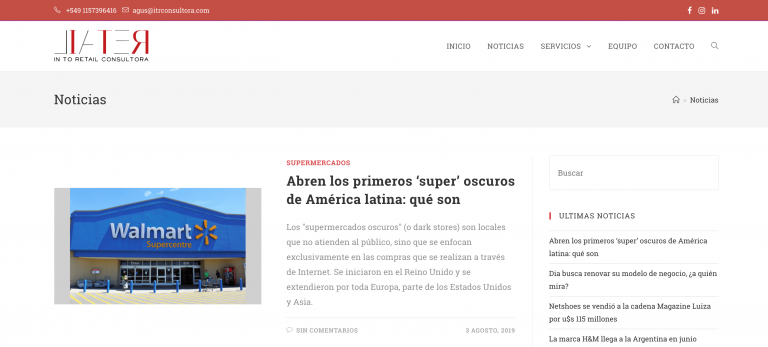 +549 1157396416 agus@itrconsultora.com
IN TO RETAIL CONSULTORA
INICIO NOTICIAS SERVICIOS EQUIPO CONTACTO
Noticias
» Noticias
SUPERMERCADOS
Abren los primeros ‘super’ oscuros
de América latina: qué son
Walmart
Supercentre
Los "supermercados oscuros" (o dark stores) son locales
que no atienden al público, sino que se enfocan
exclusivamente en las compras que se realizan a través
de Internet. Se iniciaron en el Reino Unido y se
extendieron por toda Europa, parte de los Estados Unidos
y Asia.
SIN COMENTARIOS 3 AGOSTO, 2019
Buscar
ULTIMAS NOTICIAS
Abren los primeros ‘super’ oscuros de América
latina: qué son
Dia busca renovar su modelo de negocio, ¿a quién
mira?
Netshoes se vendió a la cadena Magazine Luiza
por u$s 115 millones
La marca H&M llega a la Argentina en junio